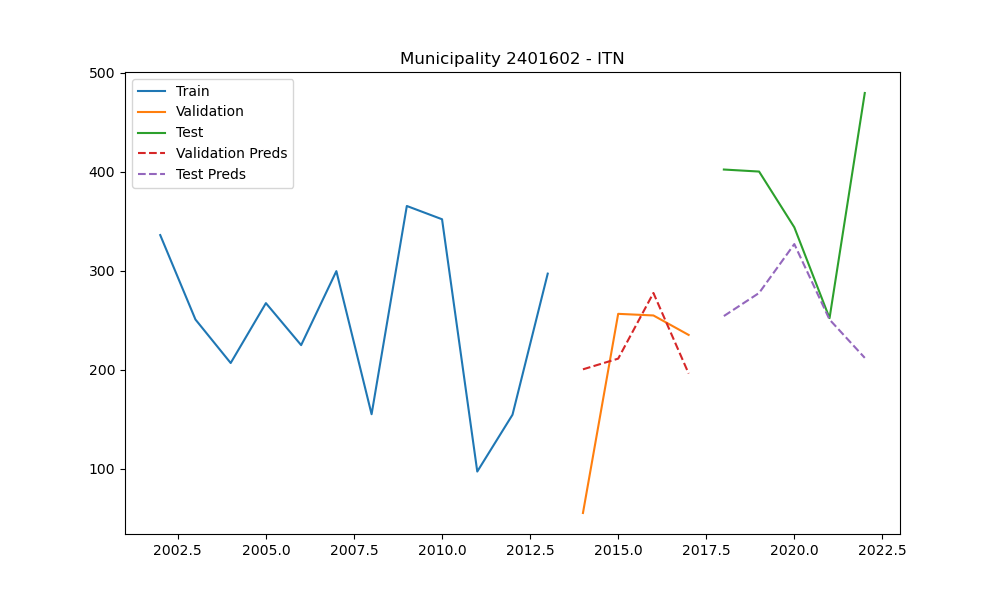 Municipality 2401602 - ITN
Train
Validation
Test
Validation Preds
Test Preds
500
400
300
200
100
2002.5 2005.0 2007.5 2010.0 2012.5 2015.0 2017.5 2020.0 2022.5